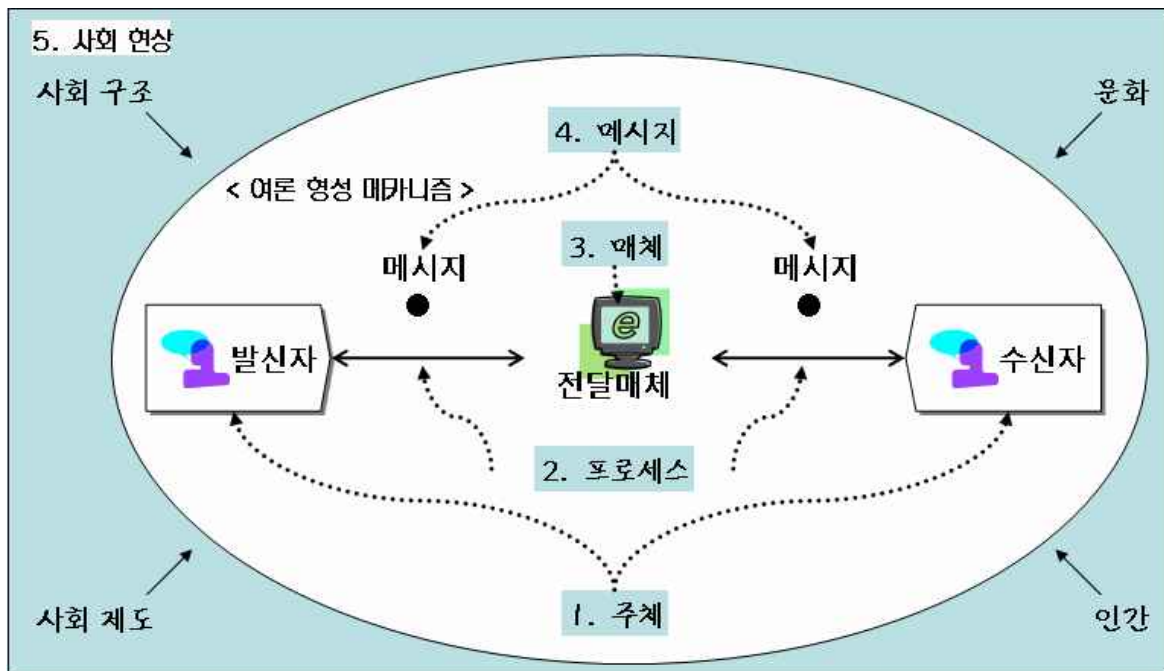 5. 사회 현상
사회 구조
문화
4. 메시지
< 여론 형성 메카니즘 >
3. 매체
메시지
메시지
e
발신자
전달매체
수신자
2. 프로세스
1. 주체
사회 제도
인간